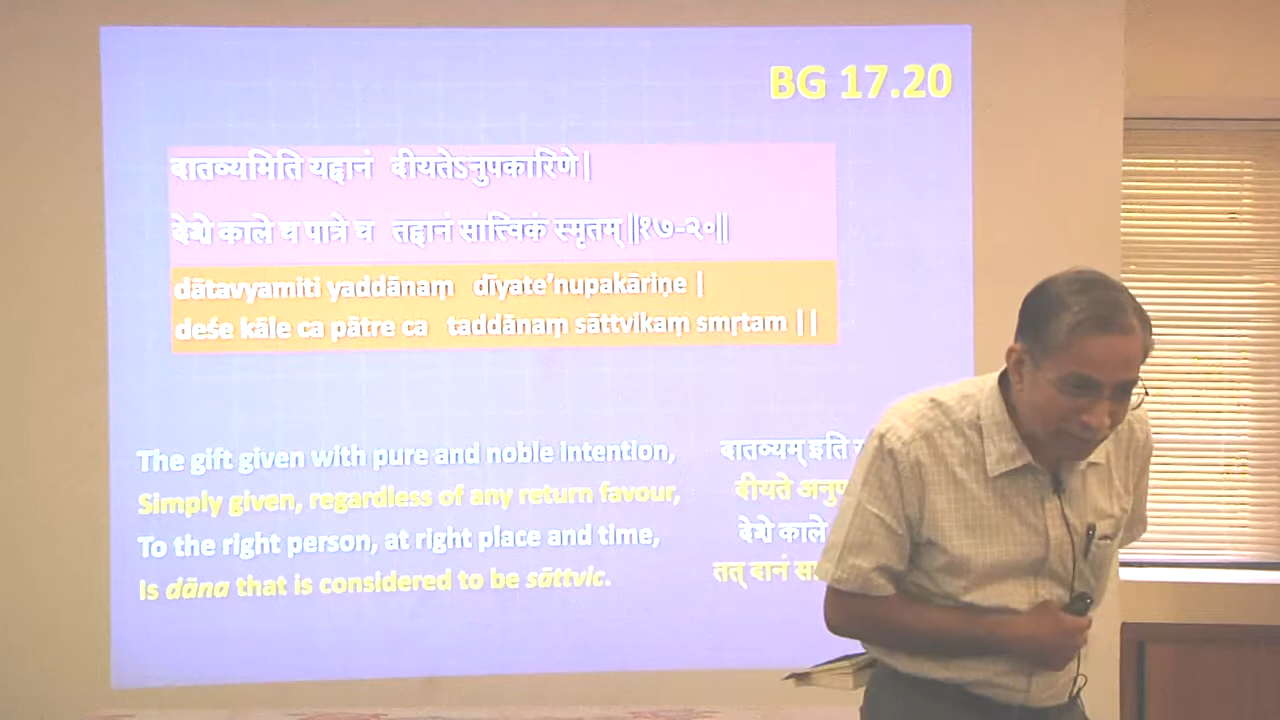 BG 17.20
दातव्यमिति यद्दानं दीयतेऽनुपकारिणे|
देशे काले च पात्रे च तद्दानं सात्त्विकं स्मृतम्||१७-२०||
dātavyamiti yaddānaṃ dīyate’nupakāriṇe |
deśe kāle ca pātre ca taddānaṃ sāttvikaṃ smṛtam ||
The gift given with pure and noble intention, दातव्यम् इति
Simply given, regardless of any return favour, दीयते
To the right person, at right place and time, देशे काले
Is dāna that is considered to be sāttvic. तत् दानं